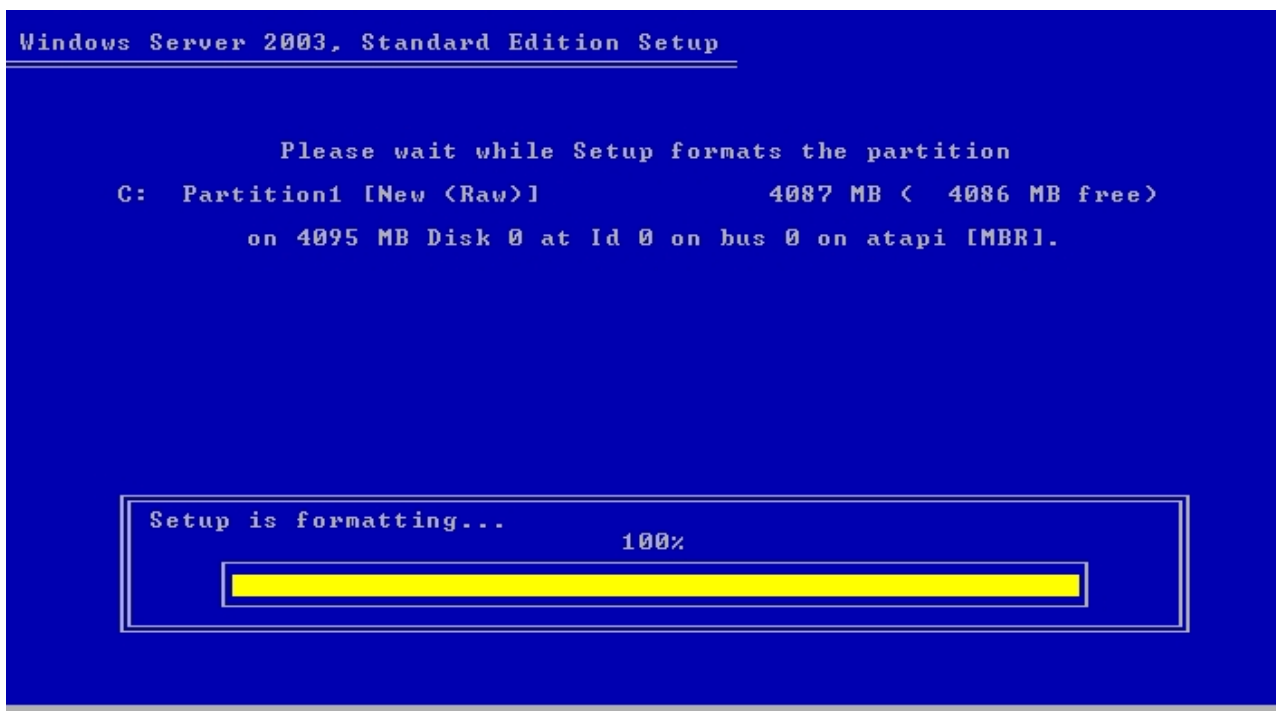 Windows Server 2003, Standard Edition Setup
Please wait while Setup formats the partition
C: Partition1 [New (Raw)] 4087 MB ( 4086 MB free)
on 4095 MB Disk 0 at Id 0 on bus 0 on atapi [MBR].
Setup is formatting...
100%